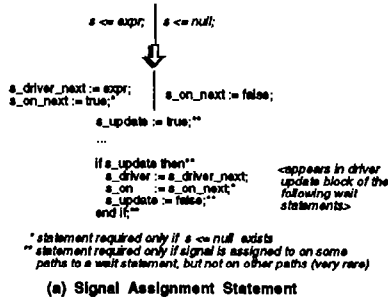 s <= expr; s <= null;
s_driver_next := expr;
s_on_next := true;* s_on_next := false;
s_update := true;**
...
if s_update then**
s_driver := s_driver_next;
s_on := s_on_next;*
s_update := false;**
end if;**
<appears in driver
update block of the
following wait
statements>
* statement required only if s <= null exists
** statement required only if signal is assigned to on some
paths to a wait statement, but not on other paths (very rare)
(a) Signal Assignment Statement